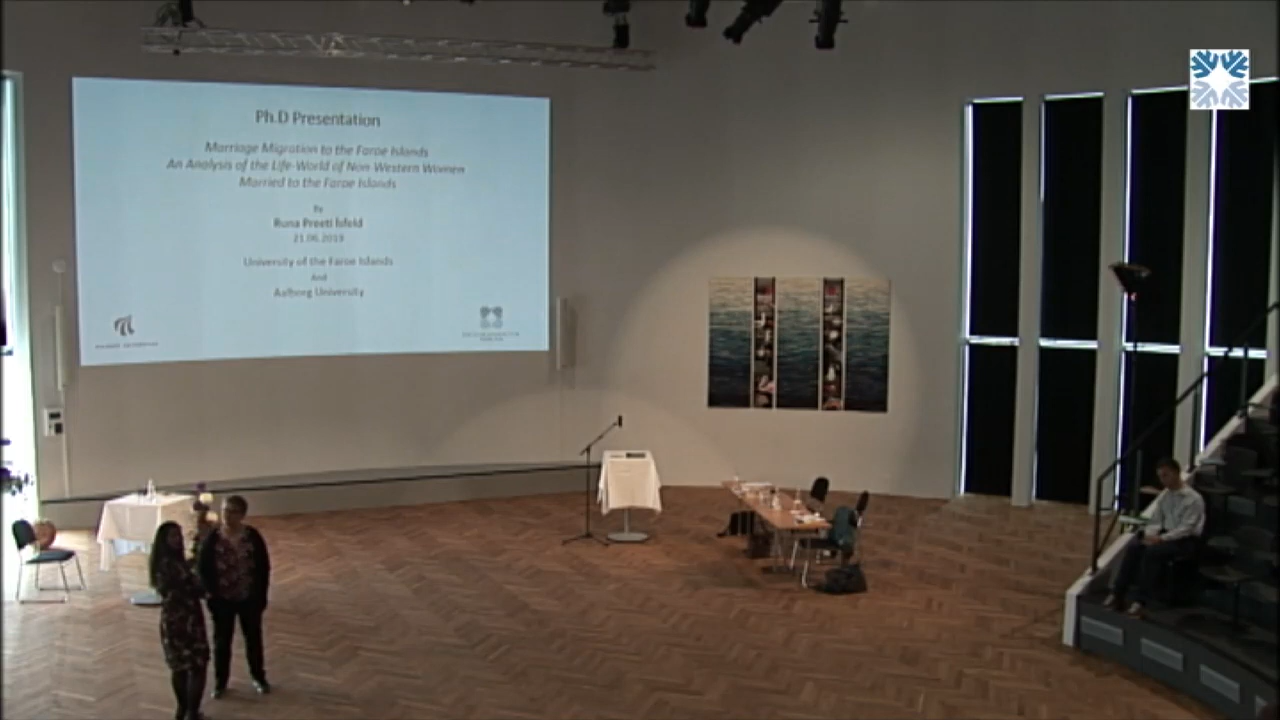 Ph.D Presentation
Marriage Migration to the Faroe Islands
An Analysis of the Life-World of Non-Western Women
Married to the Faroe Islands
By
Runa Preeti Ísfeld
21.06.2019
University of the Faroe Islands
And
Aalborg University